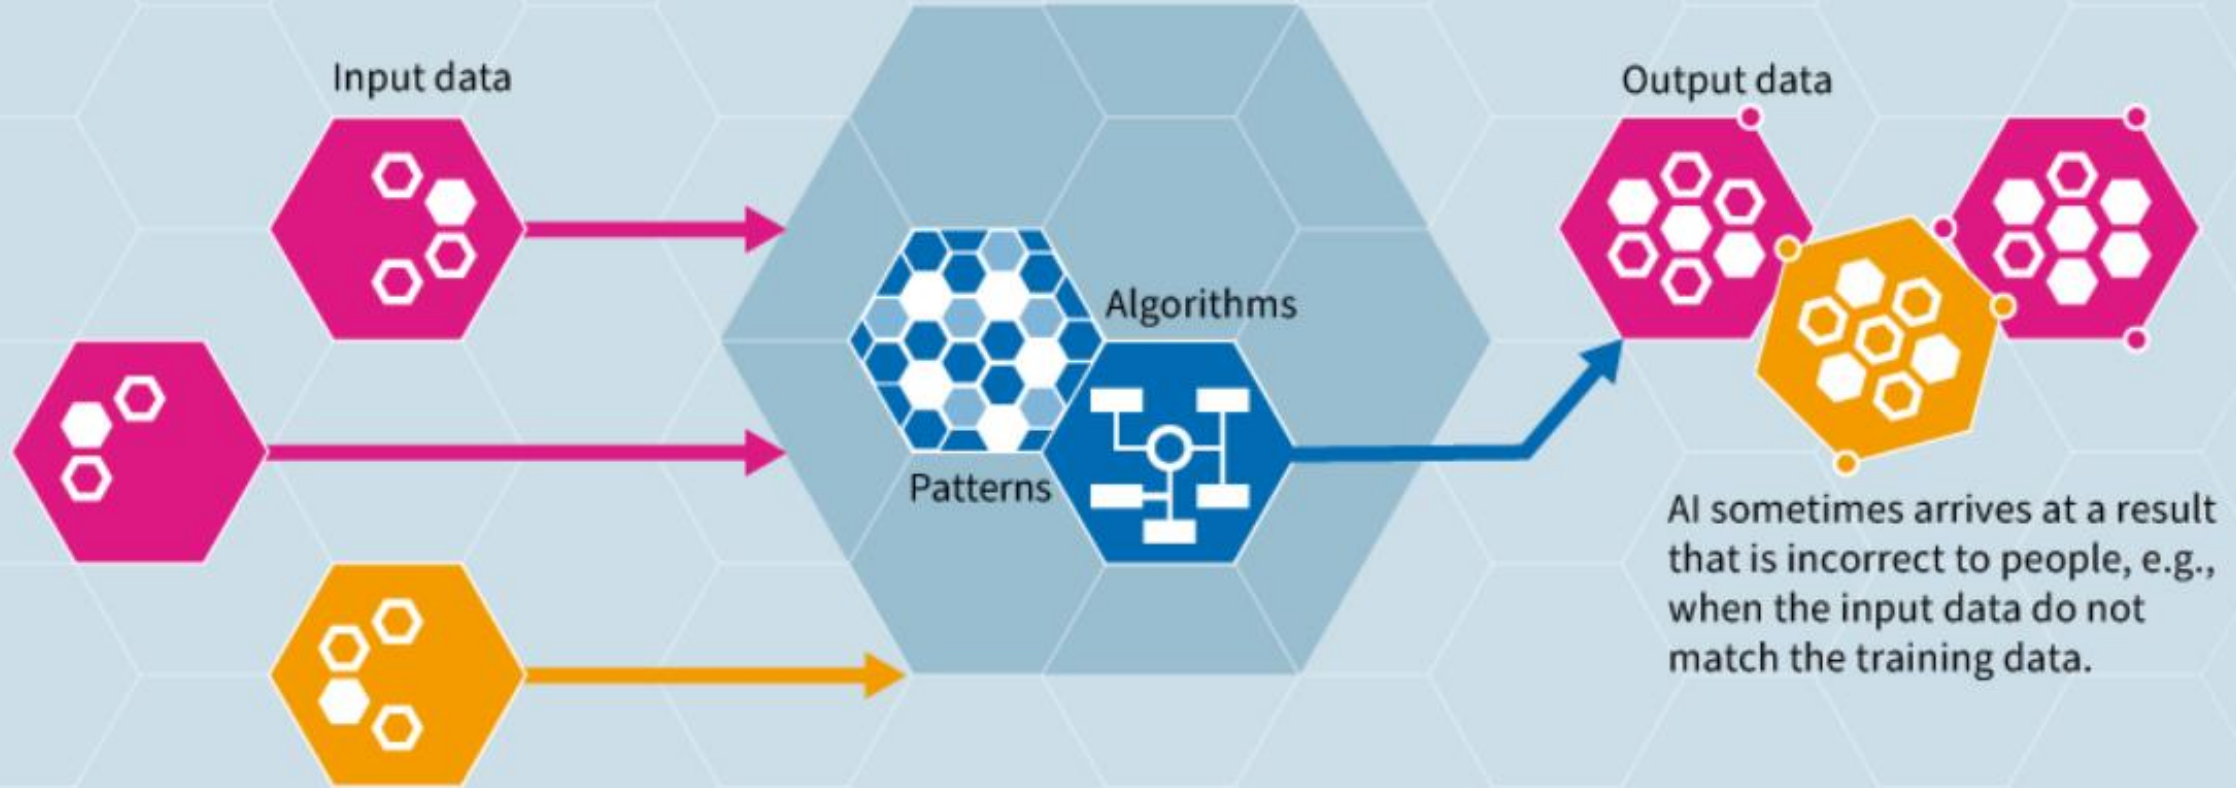 Input data
Output data
Algorithms
Patterns
AI sometimes arrives at a result
that is incorrect to people, e.g.,
when the input data do not
match the training data.